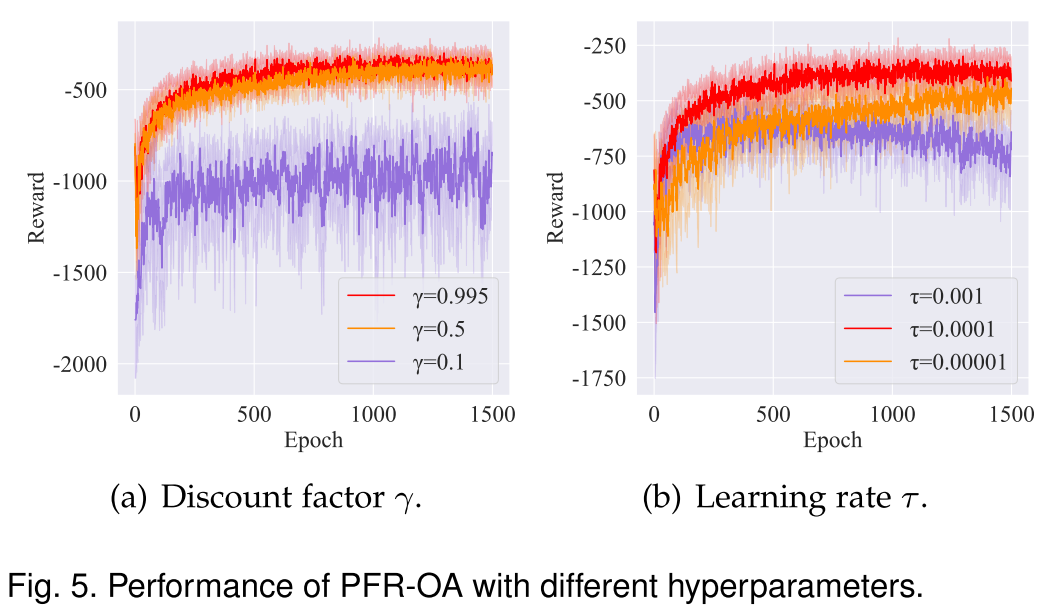 Reward
-500
-1000
-1500
-2000
γ=0.995
γ=0.5
γ=0.1
0 500 1000 1500
Epoch
(a) Discount factor γ.
Reward
-250
-500
-750
-1000
-1250
-1500
-1750
τ=0.001
τ=0.0001
τ=0.00001
0 500 1000 1500
Epoch
(b) Learning rate τ.
Fig. 5. Performance of PFR-OA with different hyperparameters.